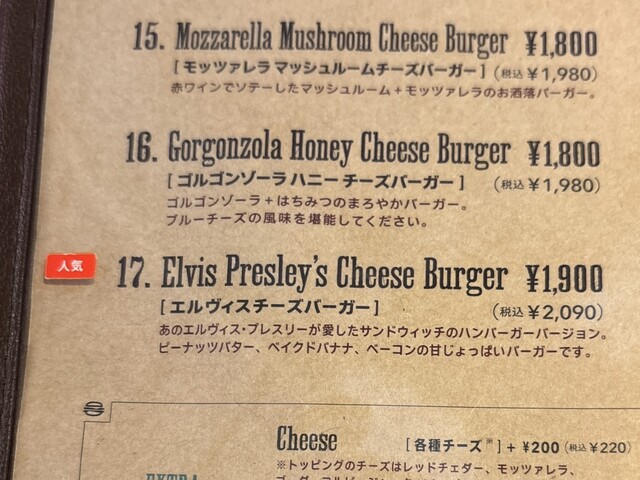 15. Mozzarella Mushroom Cheese Burger ¥1,800
[ モッツァレラ マッシュルームチーズバーガー ] (税込 ¥1,980)
赤ワインでソテーしたマッシュルーム＋モッツァレラのお洒落バーガー。
16. Gorgonzola Honey Cheese Burger ¥1,800
[ ゴルゴンゾーラ ハニー チーズバーガー ] (税込 ¥1,980)
ゴルゴンゾーラ＋はちみつのまろやかバーガー。
ブルーチーズの風味を堪能してください。
人気
17. Elvis Presley's Cheese Burger ¥1,900
[ エルヴィスチーズバーガー ] (税込 ¥2,090)
あのエルヴィス・プレスリーが愛したサンドウィッチのハンバーガーバージョン。
ピーナッツバター、ベイクドバナナ、ベーコンの甘じょっぱいバーガーです。
Cheese [ 各種チーズ※ ] + ¥200 (税込 ¥220)
※トッピングのチーズはレッドチェダー、モッツァレラ、
EXTRA